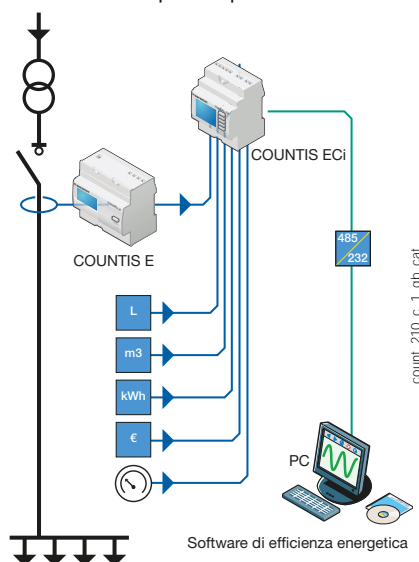 COUNTIS ECi
COUNTIS E
485
232
L
m3
kWh
€
PC
Software di efficienza energetica
count_210_c_1_gb_cat